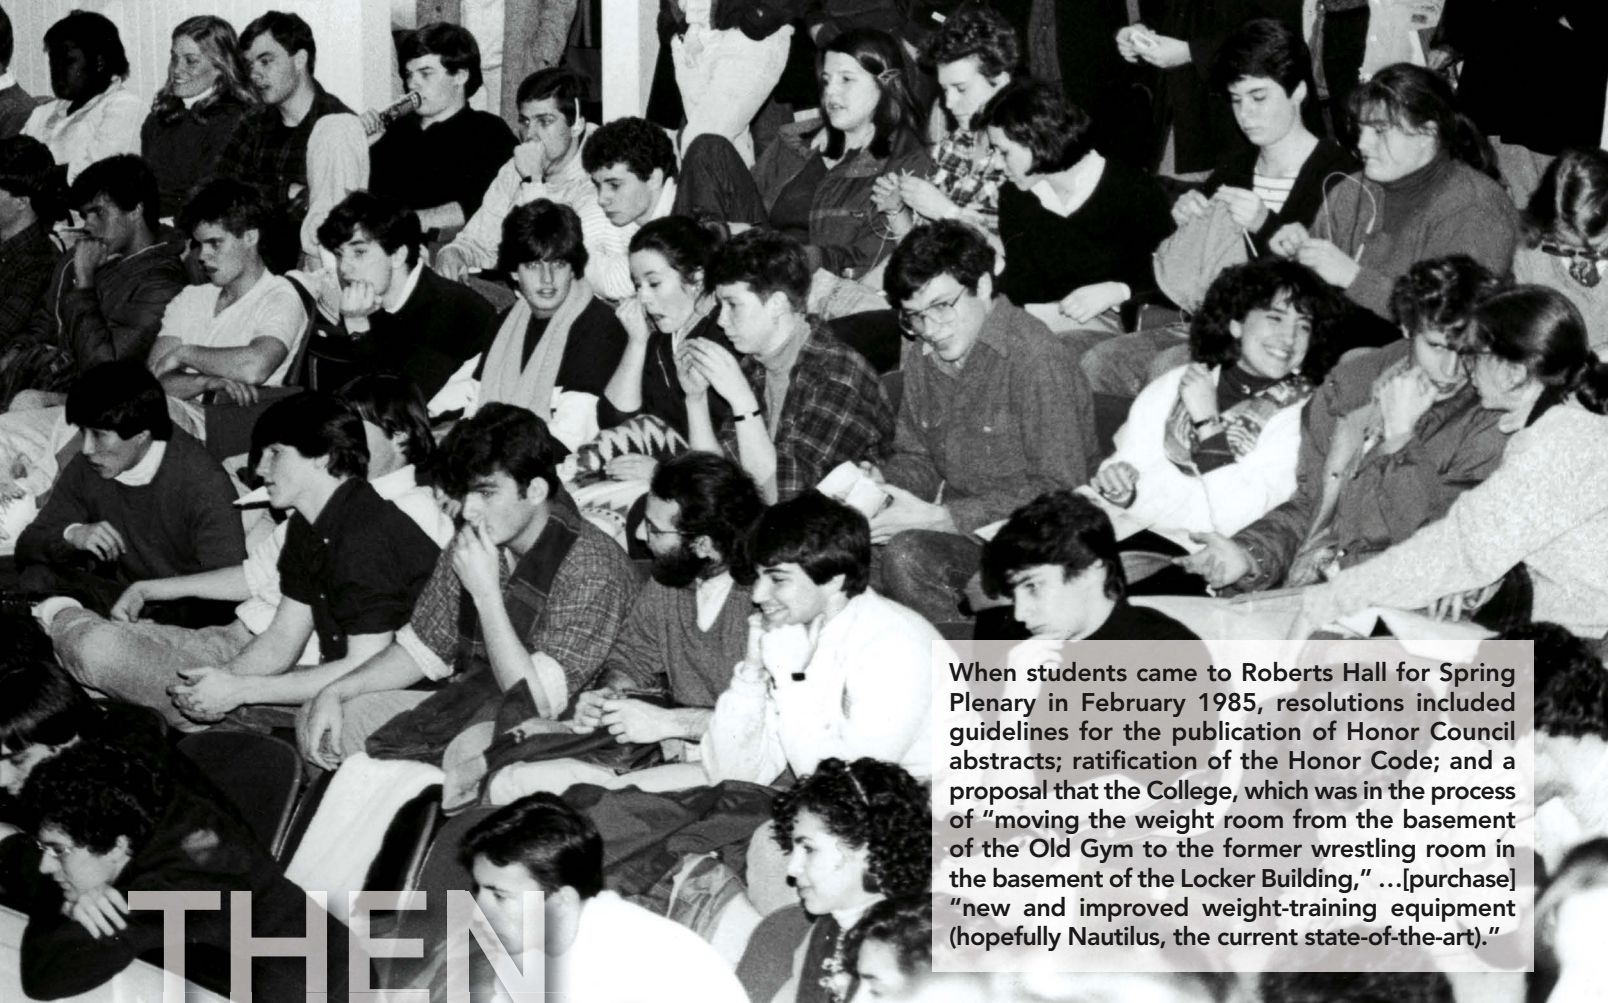 When students came to Roberts Hall for Spring
Plenary in February 1985, resolutions included
guidelines for the publication of Honor Council
abstracts; ratification of the Honor Code; and a
proposal that the College, which was in the process
of “moving the weight room from the basement
of the Old Gym to the former wrestling room in
the basement of the Locker Building,” …[purchase]
“new and improved weight-training equipment
(hopefully Nautilus, the current state-of-the-art).”
THEN